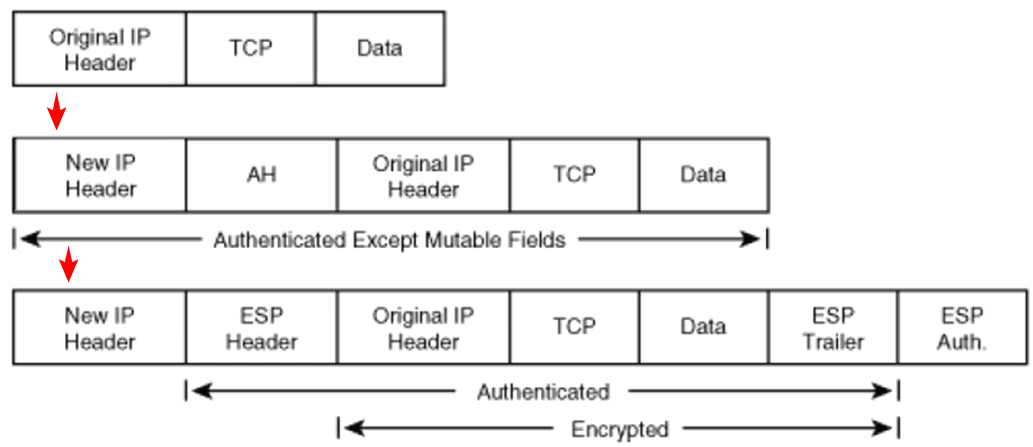 Original IP
Header
TCP
Data
New IP
Header
AH
Original IP
Header
TCP
Data
Authenticated Except Mutable Fields
New IP
Header
ESP
Header
Original IP
Header
TCP
Data
ESP
Trailer
ESP
Auth.
Authenticated
Encrypted